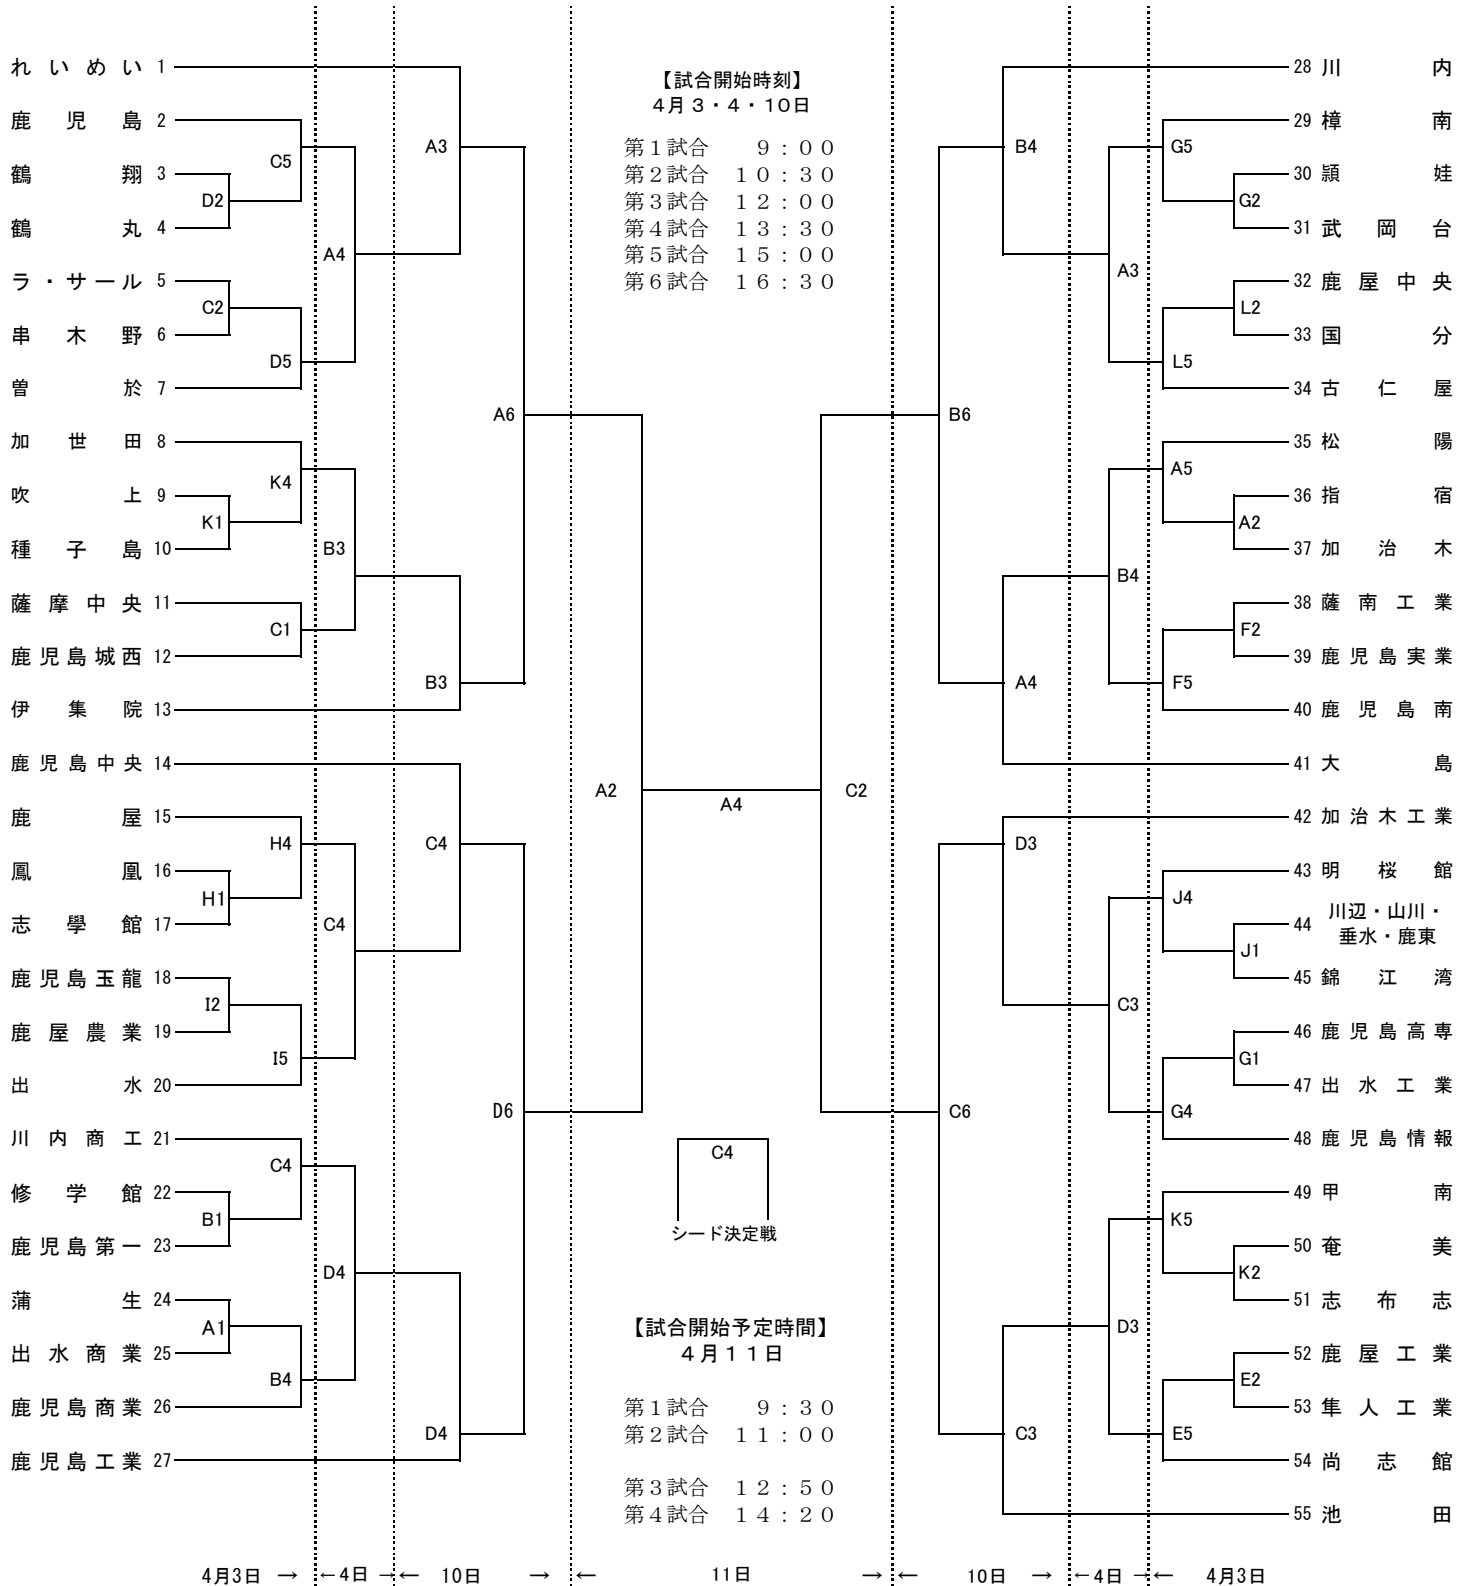 れいめい 1
鹿児島 2
鶴翔 3
鶴丸 4
ラ・サール 5
串木野 6
曽於 7
加世田 8
吹上 9
種子島 10
薩摩中央 11
鹿児島城西 12
伊集院 13
鹿児島中央 14
鹿屋 15
鳳凰 16
志學館 17
鹿児島玉龍 18
鹿屋農業 19
出水 20
川内商工 21
修学館 22
鹿児島第一 23
蒲生 24
出水商業 25
鹿児島商業 26
鹿児島工業 27
D2
C2
K1
H1
I2
B1
A1
C5
D5
K4
C1
H4
I5
C4
B4
A4
B3
C4
D4
A3
B3
C4
D4
A6
D6
A2
【試合開始時刻】
4月3・4・10日
第1試合 9:00
第2試合 10:30
第3試合 12:00
第4試合 13:30
第5試合 15:00
第6試合 16:30
A4
C4
シード決定戦
【試合開始予定時間】
4月11日
第1試合 9:30
第2試合 11:00
第3試合 12:50
第4試合 14:20
C2
B6
C6
B4
A4
D3
C3
A3
B4
C3
D3
G5
L5
A5
F5
J4
G4
K5
E5
G2
L2
A2
F2
J1
G1
K2
E2
28 川内
29 樟南
30 頴娃
31 武岡台
32 鹿屋中央
33 国分
34 古仁屋
35 松陽
36 指宿
37 加治木
38 薩南工業
39 鹿児島実業
40 鹿児島南
41 大島
42 加治木工業
43 明桜館
44 川辺・山川・
垂水・鹿東
45 錦江湾
46 鹿児島高専
47 出水工業
48 鹿児島情報
49 甲南
50 奄美
51 志布志
52 鹿屋工業
53 隼人工業
54 尚志館
55 池田
4月3日 → ←4日 →← 10日 → ← 11日 →← 10日 → ←4日 →← 4月3日